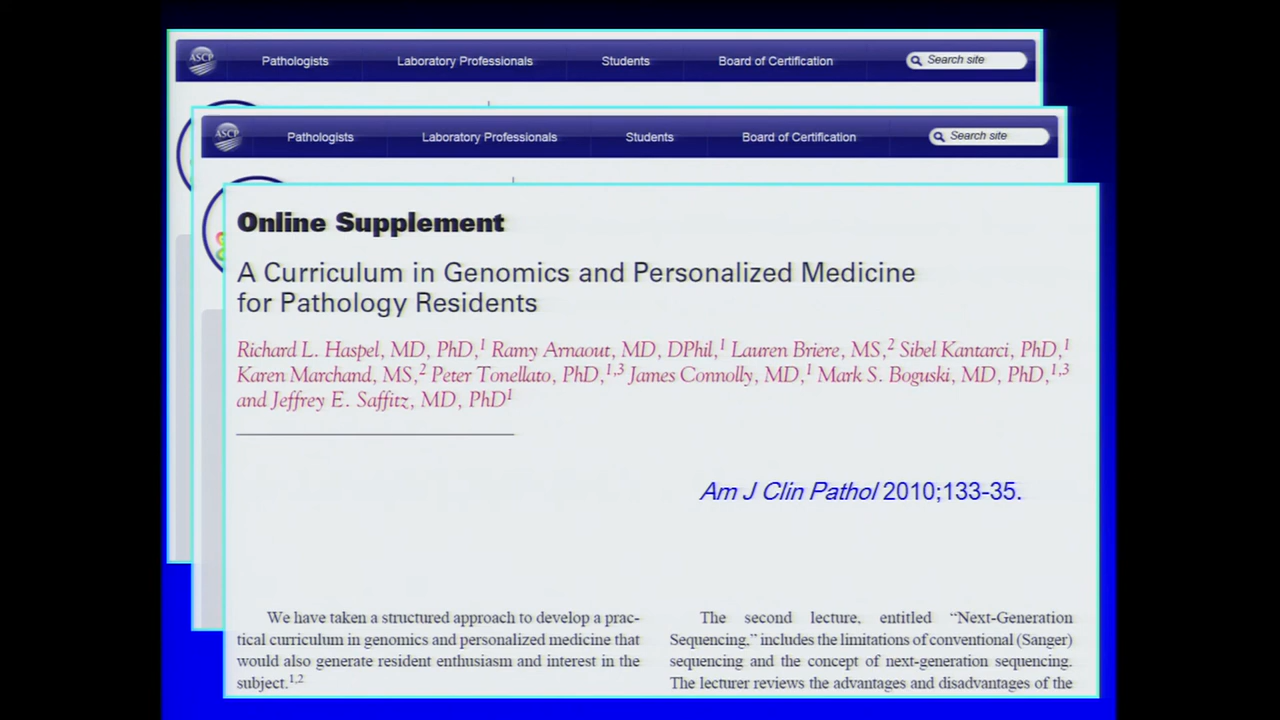 ASCP Pathologists Laboratory Professionals Students Board of Certification Search site
ASCP Pathologists Laboratory Professionals Students Board of Certification Search site
Online Supplement
A Curriculum in Genomics and Personalized Medicine
for Pathology Residents
Richard L. Haspel, MD, PhD,1 Ramy Arnaout, MD, DPhil,1 Lauren Briere, MS,2 Sibel Kantarci, PhD,1
Karen Marchand, MS,2 Peter Tonellato, PhD,1,3 James Connolly, MD,1 Mark S. Boguski, MD, PhD,1,3
and Jeffrey E. Saffitz, MD, PhD1
Am J Clin Pathol 2010;133-35.
We have taken a structured approach to develop a prac-
tical curriculum in genomics and personalized medicine that
would also generate resident enthusiasm and interest in the
subject.1,2
The second lecture, entitled “Next-Generation
Sequencing,” includes the limitations of conventional (Sanger)
sequencing and the concept of next-generation sequencing.
The lecturer reviews the advantages and disadvantages of the